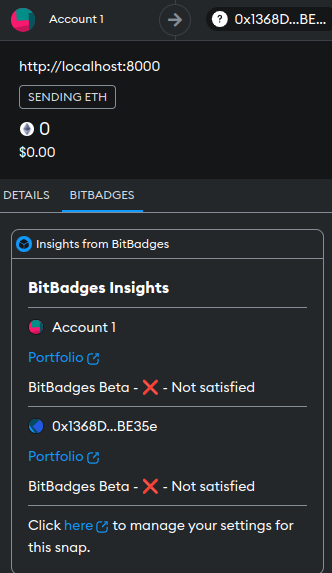 Account 1
0x1368D...BE...
http://localhost:8000
SENDING ETH
0
$0.00
DETAILS
BITBADGES
Insights from BitBadges
BitBadges Insights
Account 1
Portfolio
BitBadges Beta - ❌ - Not satisfied
0x1368D...BE35e
Portfolio
BitBadges Beta - ❌ - Not satisfied
Click here to manage your settings for
this snap.